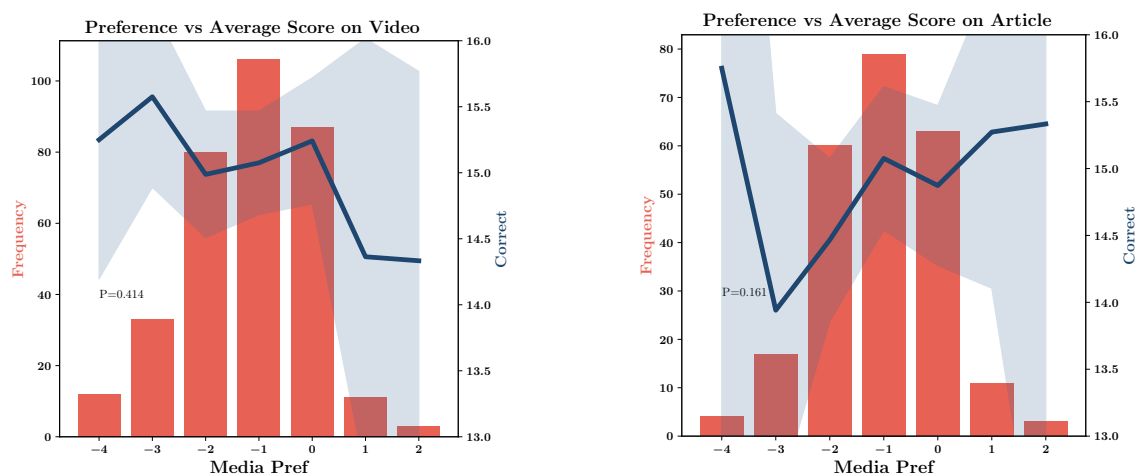 Preference vs Average Score on Video
100
80
60
40
20
0
16.0
15.5
15.0
14.5
14.0
13.5
13.0
Frequency
Correct
P=0.414
−4 −3 −2 −1 0 1 2
Media Pref
Preference vs Average Score on Article
80
70
60
50
40
30
20
10
0
16.0
15.5
15.0
14.5
14.0
13.5
13.0
Frequency
Correct
P=0.161
−4 −3 −2 −1 0 1 2
Media Pref